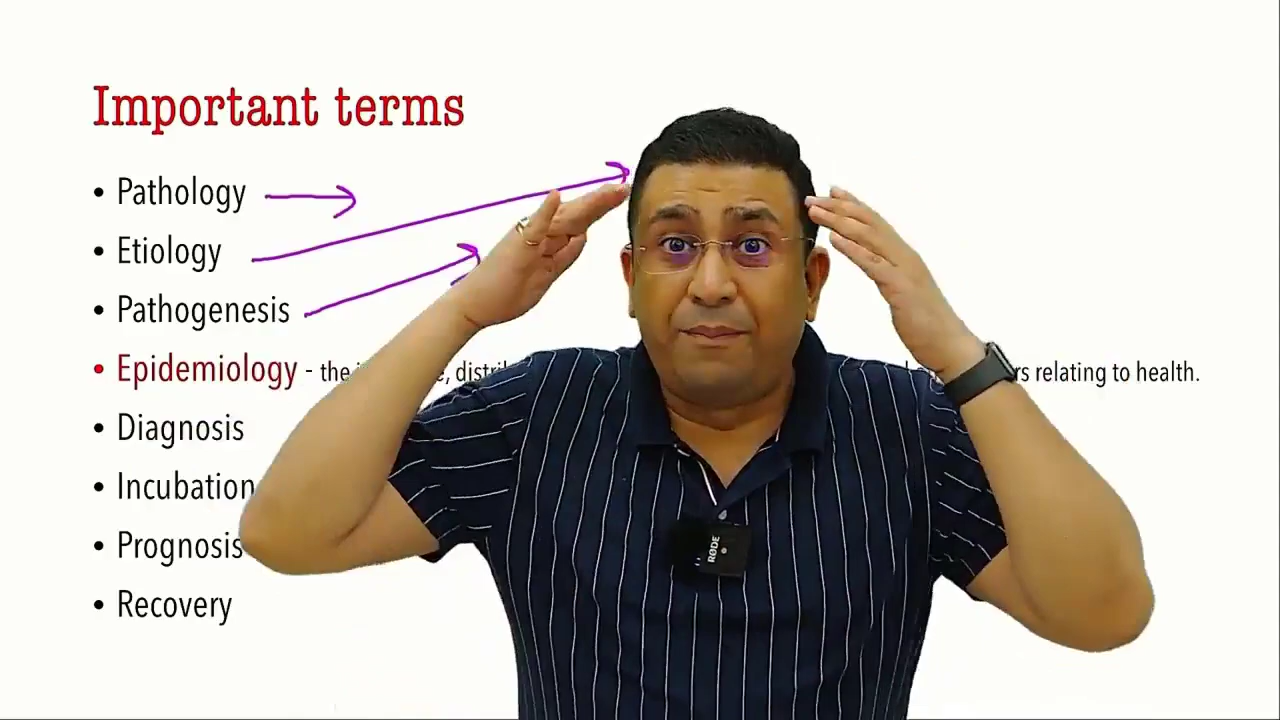 Important terms
• Pathology
• Etiology
• Pathogenesis
• Epidemiology - the relating to health.
• Diagnosis
• Incubation
• Prognosis
• Recovery
RØDE